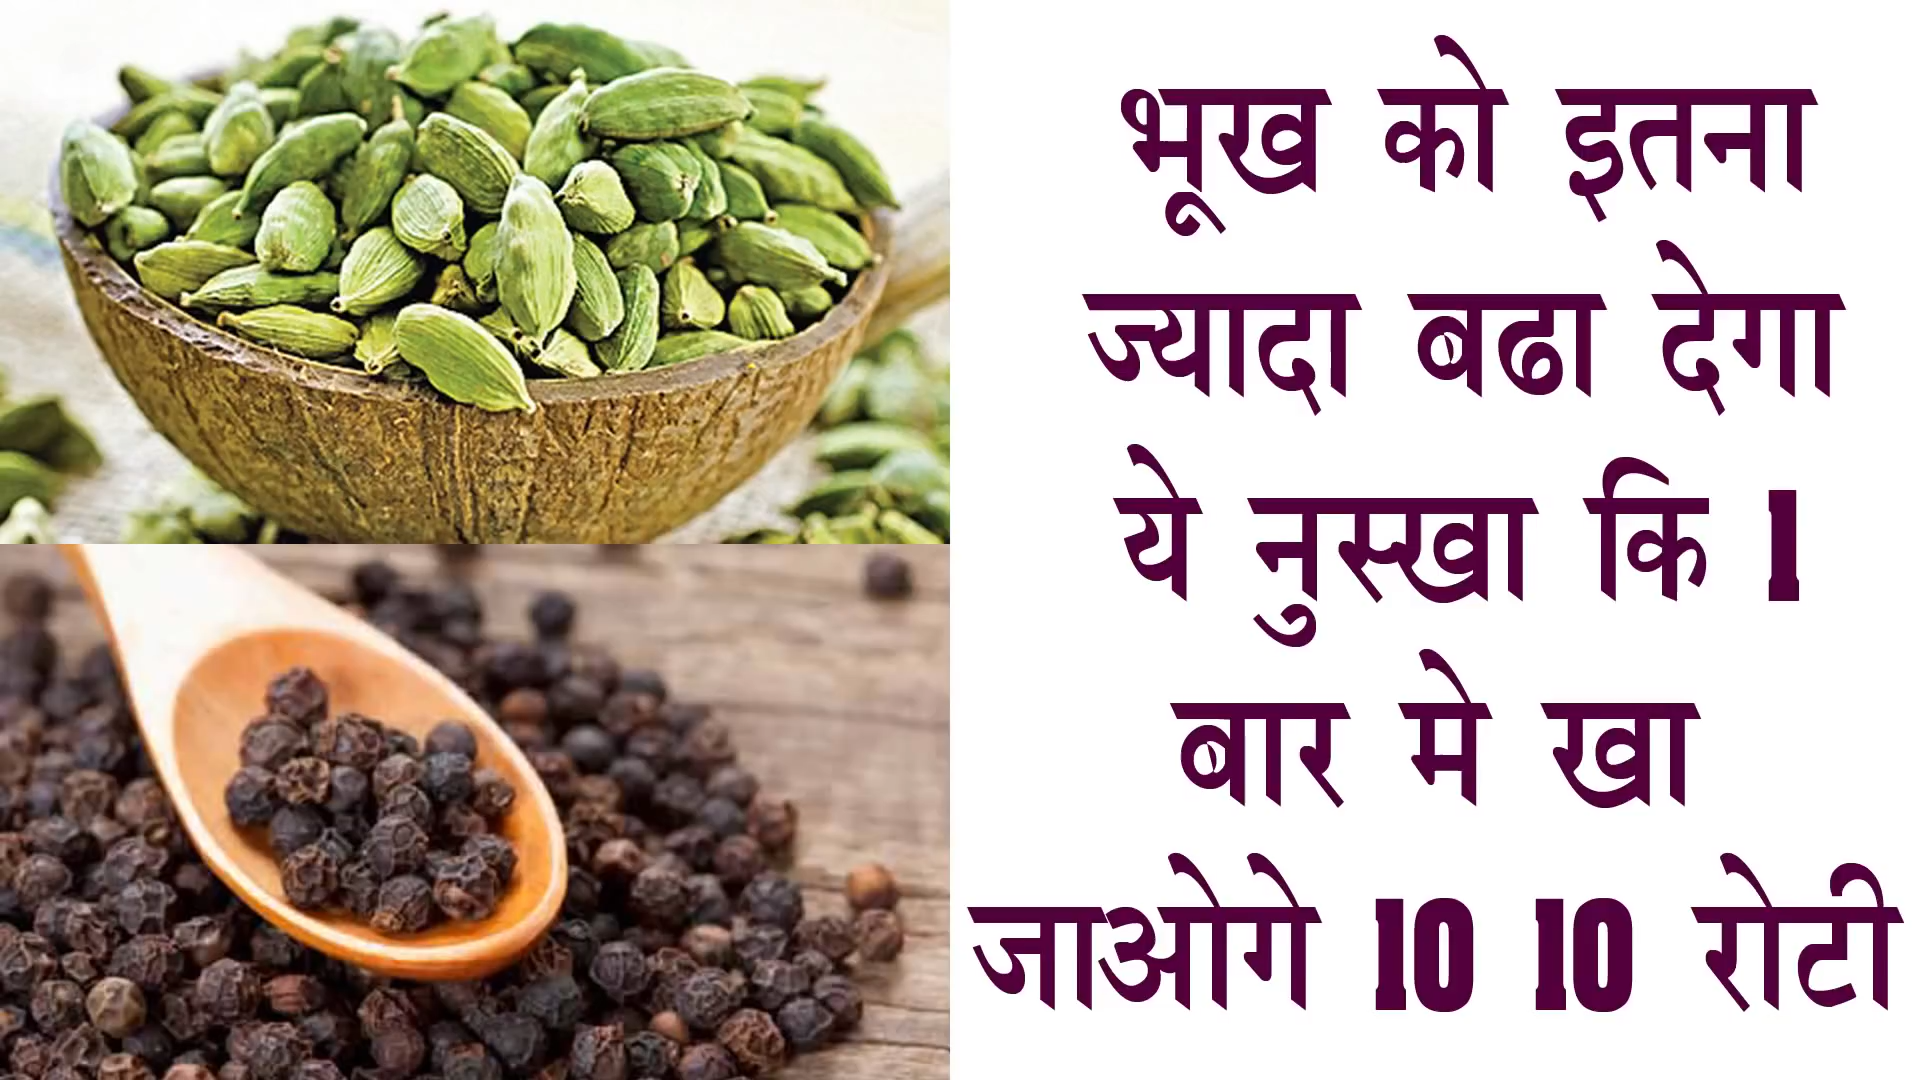 भूख को इतना
ज्यादा बढा देगा
ये नुस्खा कि 1
बार मे खा
जाओगे 10 10 रोटी